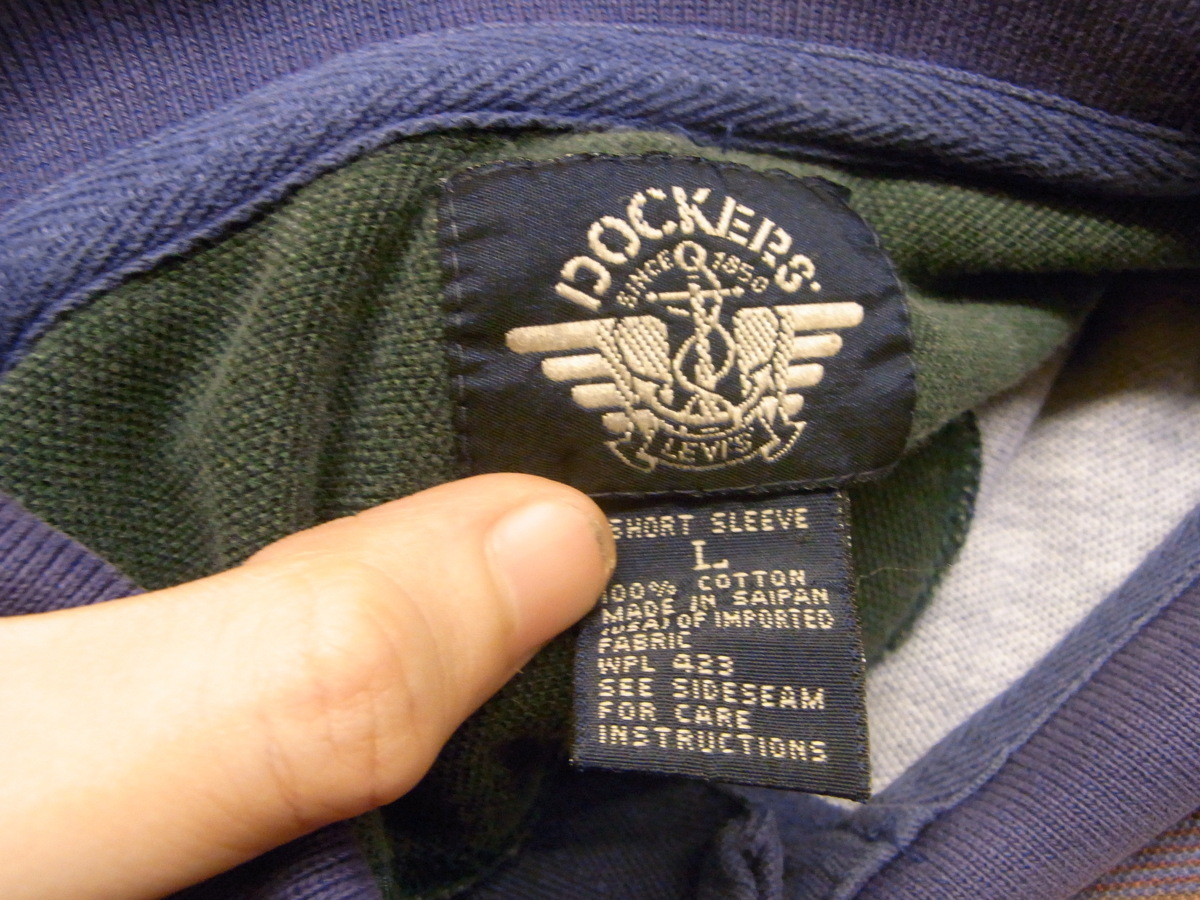 DOCKERS
SINCE 1850
LEVI'S
SHORT SLEEVE
L
100% COTTON
MADE IN SAIPAN
(USA) OF IMPORTED
FABRIC
WPL 423
SEE SIDESEAM
FOR CARE
INSTRUCTIONS